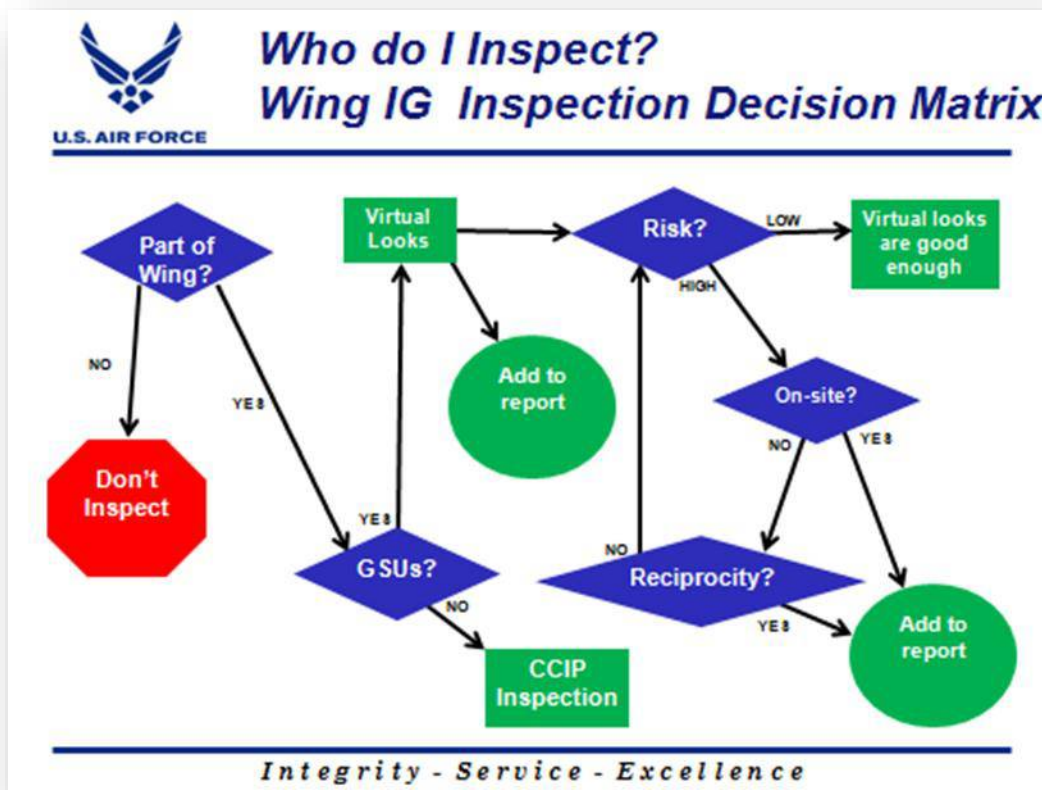 Who do I Inspect?
Wing IG Inspection Decision Matrix
U.S. AIR FORCE
Part of
Wing?
NO
YES
Don't
Inspect
Virtual
Looks
Add to
report
YES
GSUs?
NO
CCIP
Inspection
Risk?
LOW
Virtual looks
are good
enough
HIGH
On-site?
NO
YES
NO
Reciprocity?
YES
Add to
report
Integrity - Service - Excellence